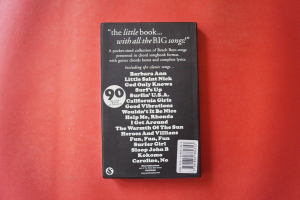 "the little book...
with all the BIG songs!"
A pocket-sized collection of Beach Boys songs
presented in chord songbook format,
with guitar chords boxes and complete lyrics.
Including 90 classic songs...
Barbara Ann
Little Saint Nick
God Only Knows
Surf's Up
Surfin' U.S.A.
California Girls
Good Vibrations
Wouldn't It Be Nice
Help Me, Rhonda
I Get Around
The Warmth Of The Sun
Heroes And Villains
Fun, Fun, Fun
Surfer Girl
Sloop John B
Kokomo
Caroline, No
90